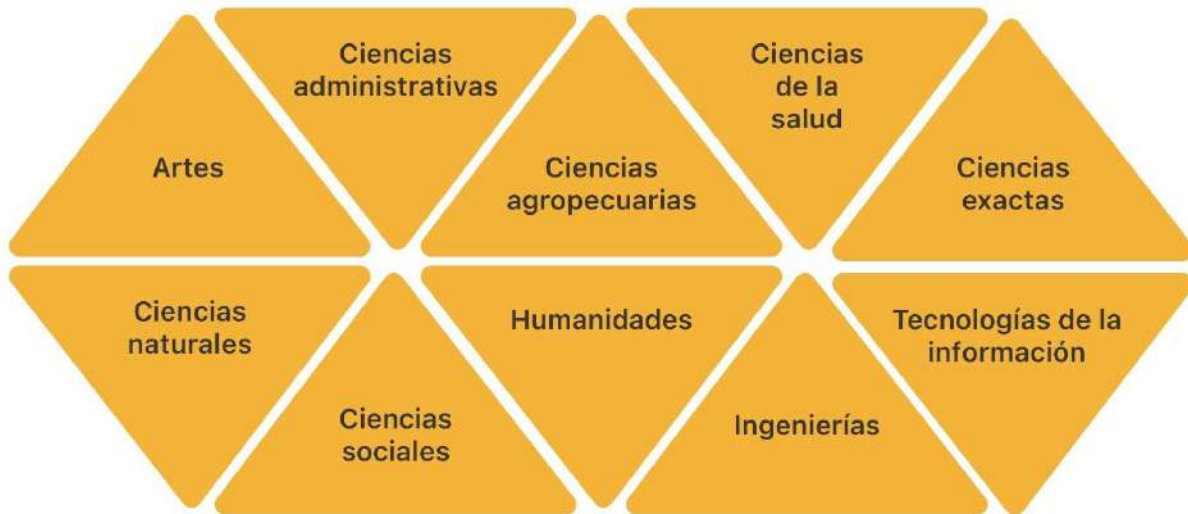 Ciencias
administrativas
Ciencias
de la
salud
Artes
Ciencias
agropecuarias
Ciencias
exactas
Ciencias
naturales
Humanidades
Tecnologías de la
información
Ciencias
sociales
Ingenierías